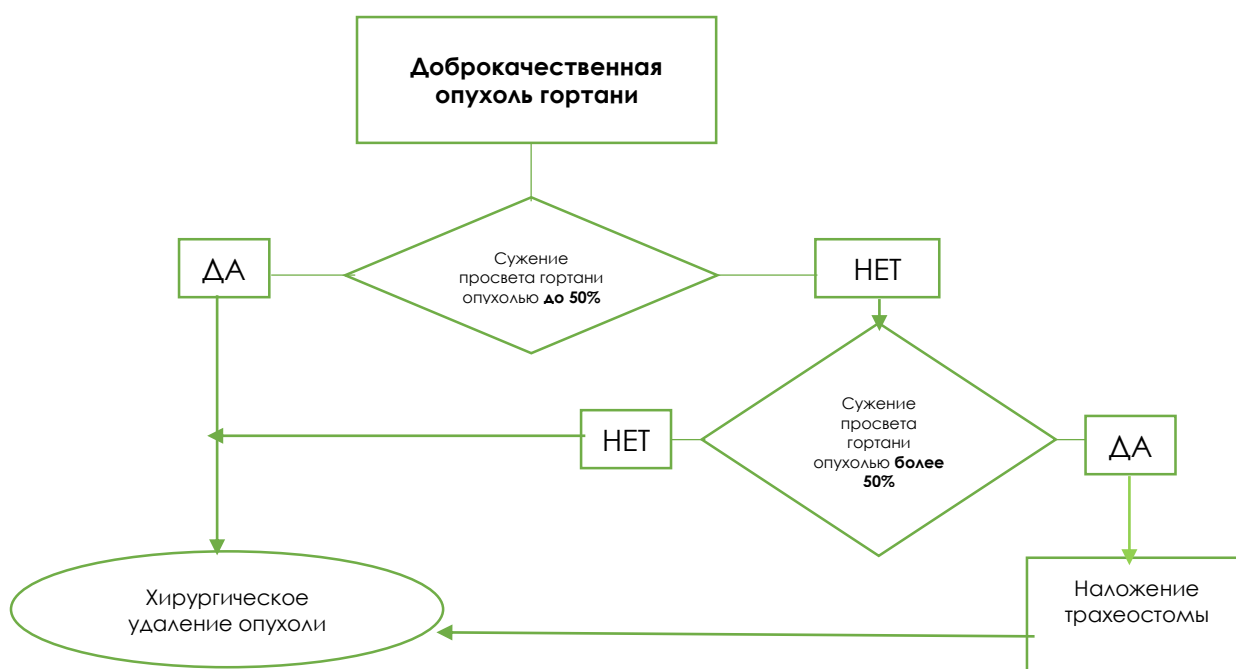 Доброкачественная
опухоль гортани
Сужение
просвета гортани
опухолью до 50%
ДА
НЕТ
Сужение
просвета
гортани
опухолью более
50%
НЕТ
ДА
Хирургическое
удаление опухоли
Наложение
трахеостомы